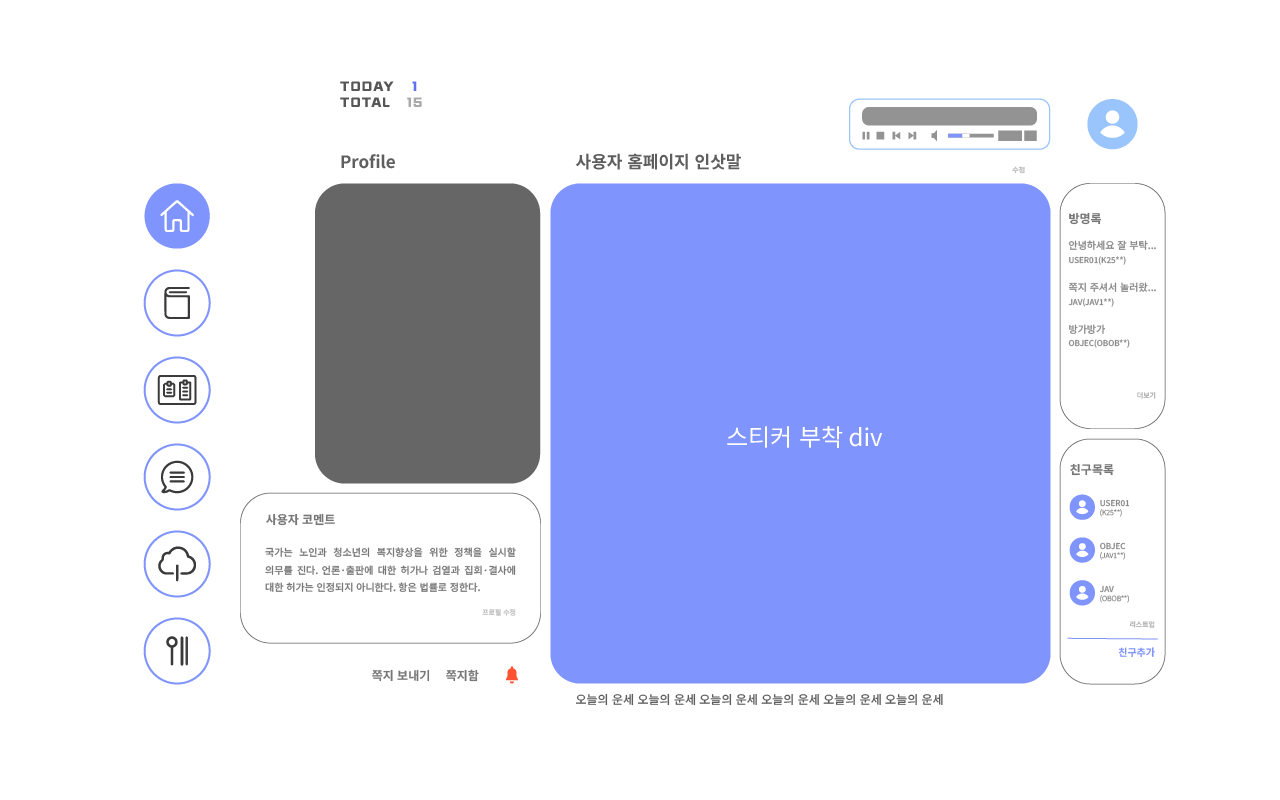 TODAY 1
TOTAL 15
Profile
사용자 홈페이지 인삿말
수정
스티커 부착 div
사용자 코멘트
국가는 노인과 청소년의 복지향상을 위한 정책을 실시할
의무를 진다. 언론·출판에 대한 허가나 검열과 집회·결사에
대한 허가는 인정되지 아니한다. 항은 법률로 정한다.
프로필 수정
쪽지 보내기 쪽지함
오늘의 운세 오늘의 운세 오늘의 운세 오늘의 운세 오늘의 운세 오늘의 운세
방명록
안녕하세요 잘 부탁...
USER01(K25**)
쪽지 주셔서 놀러왔...
JAV(JAV1**)
방가방가
OBJEC(OBOB**)
더보기
친구목록
USER01
(K25**)
OBJEC
(JAV1**)
JAV
(OBOB**)
리스트업
친구추가